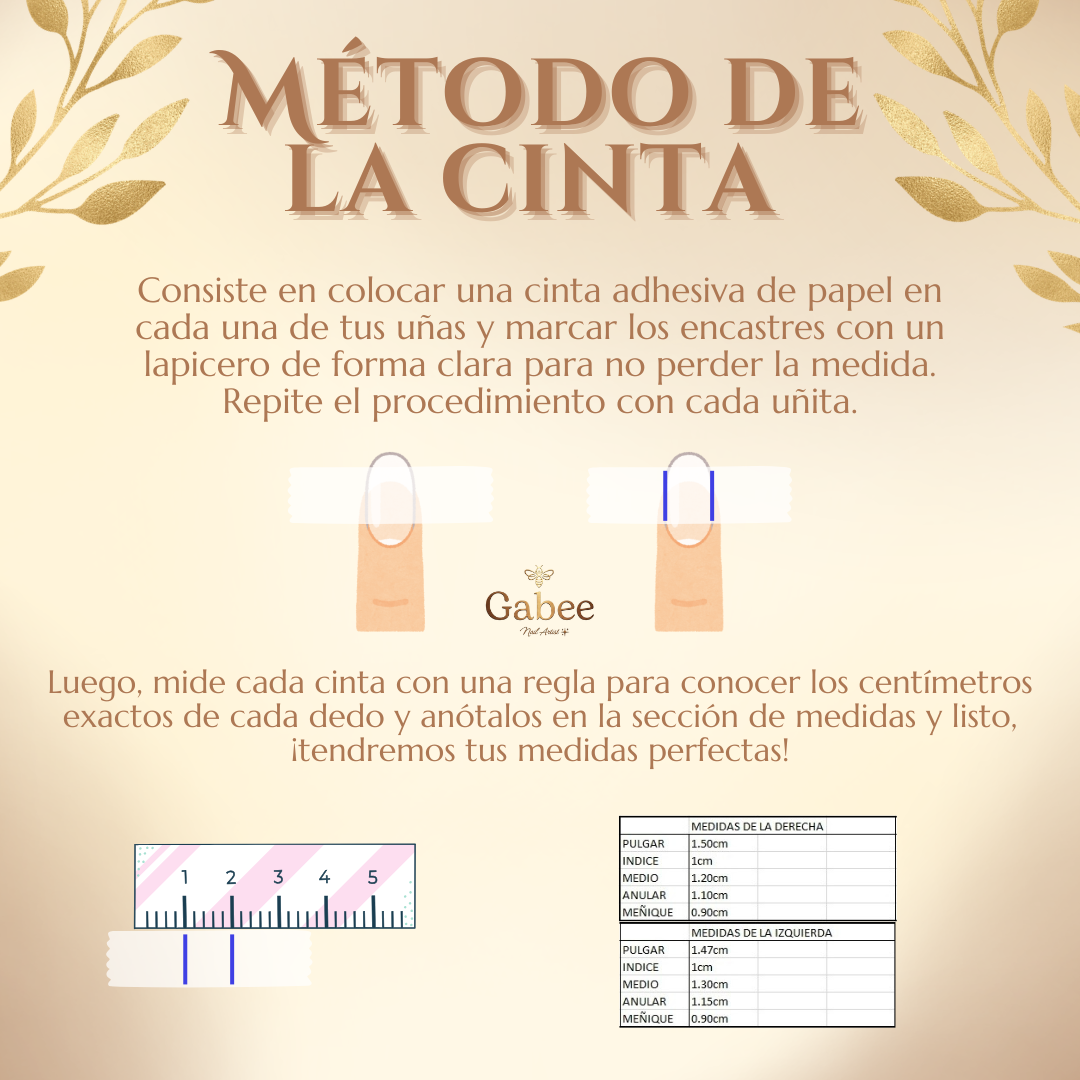 MÉTODO DE
LA CINTA
Consiste en colocar una cinta adhesiva de papel en
cada una de tus uñas y marcar los encastres con un
lapicero de forma clara para no perder la medida.
Repite el procedimiento con cada uñita.
Gabee
Nail Artist
Luego, mide cada cinta con una regla para conocer los centímetros
exactos de cada dedo y anótalos en la sección de medidas y listo,
¡tendremos tus medidas perfectas!
1 2 3 4 5
MEDIDAS DE LA DERECHA
PULGAR 1.50cm
INDICE 1cm
MEDIO 1.20cm
ANULAR 1.10cm
MEÑIQUE 0.90cm
MEDIDAS DE LA IZQUIERDA
PULGAR 1.47cm
INDICE 1cm
MEDIO 1.30cm
ANULAR 1.15cm
MEÑIQUE 0.90cm